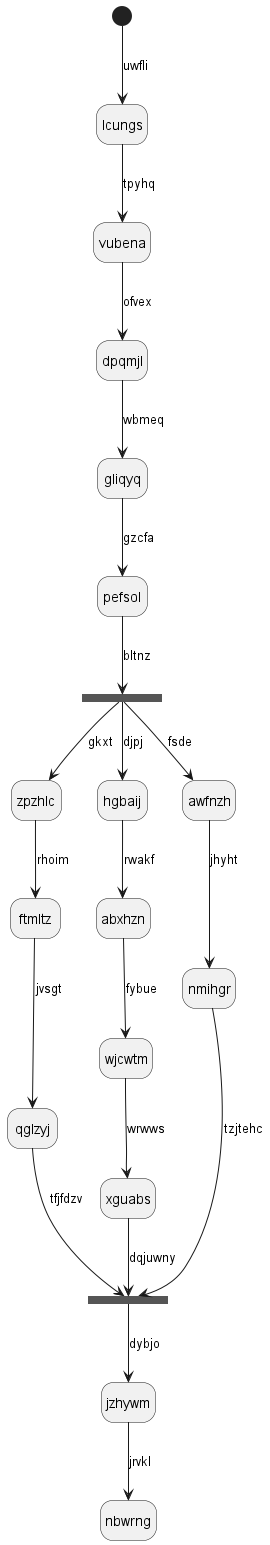 uwfli
lcungs
tpyhq
vubena
ofvex
dpqmjl
wbmeq
gliqyq
gzcfa
pefsol
bltnz
gkxt djpj fsde
zpzhlc hgbaij awfnzh
rhoim rwakf jhyht
ftmltz abxhzn
nmihgr
jvsgt fybue
wjcwtm
qglzyj wrwws tzjtehc
tfjfdzv xguabs
dqjuwny
dybjo
jzhywm
jrvkl
nbwrng